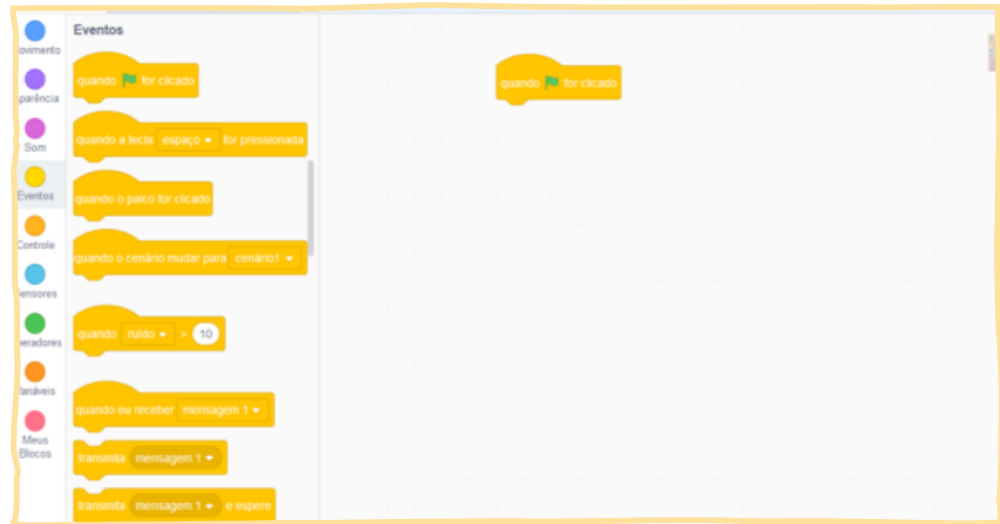 Eventos
ovimento
quando for clicado
quando for clicado
parência
quando a tecla espaço for pressionada
Som
Eventos
quando o palco for clicado
Controle
quando o cenário mudar para cenário1
ensores
quando ruído > 10
eradores
Variáveis
quando eu receber mensagem 1
Meus
Blocos
transmita mensagem 1
transmita mensagem 1 e espere